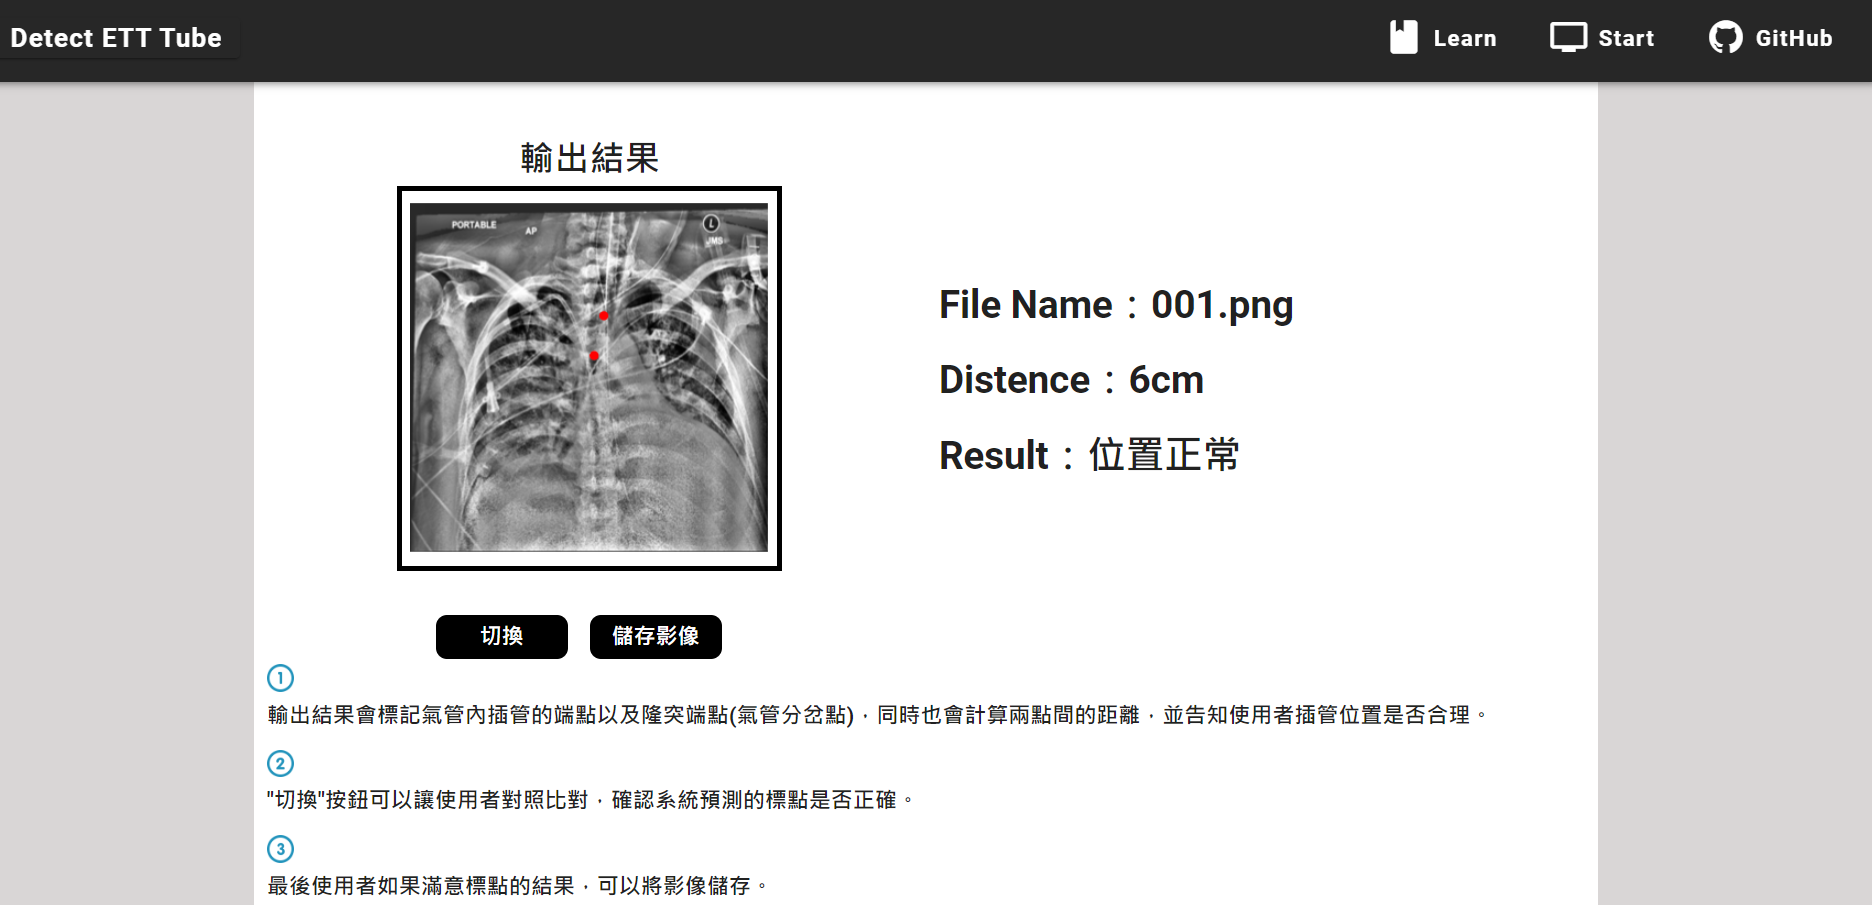 Detect ETT Tube
Learn
Start
GitHub
輸出結果
PORTABLE
AP
L
JMS
File Name：001.png
Distence：6cm
Result：位置正常
切換
儲存影像
1
輸出結果會標記氣管內插管的端點以及隆突端點(氣管分岔點)，同時也會計算兩點間的距離，並告知使用者插管位置是否合理。
2
"切換"按鈕可以讓使用者對照比對，確認系統預測的標點是否正確。
3
最後使用者如果滿意標點的結果，可以將影像儲存。